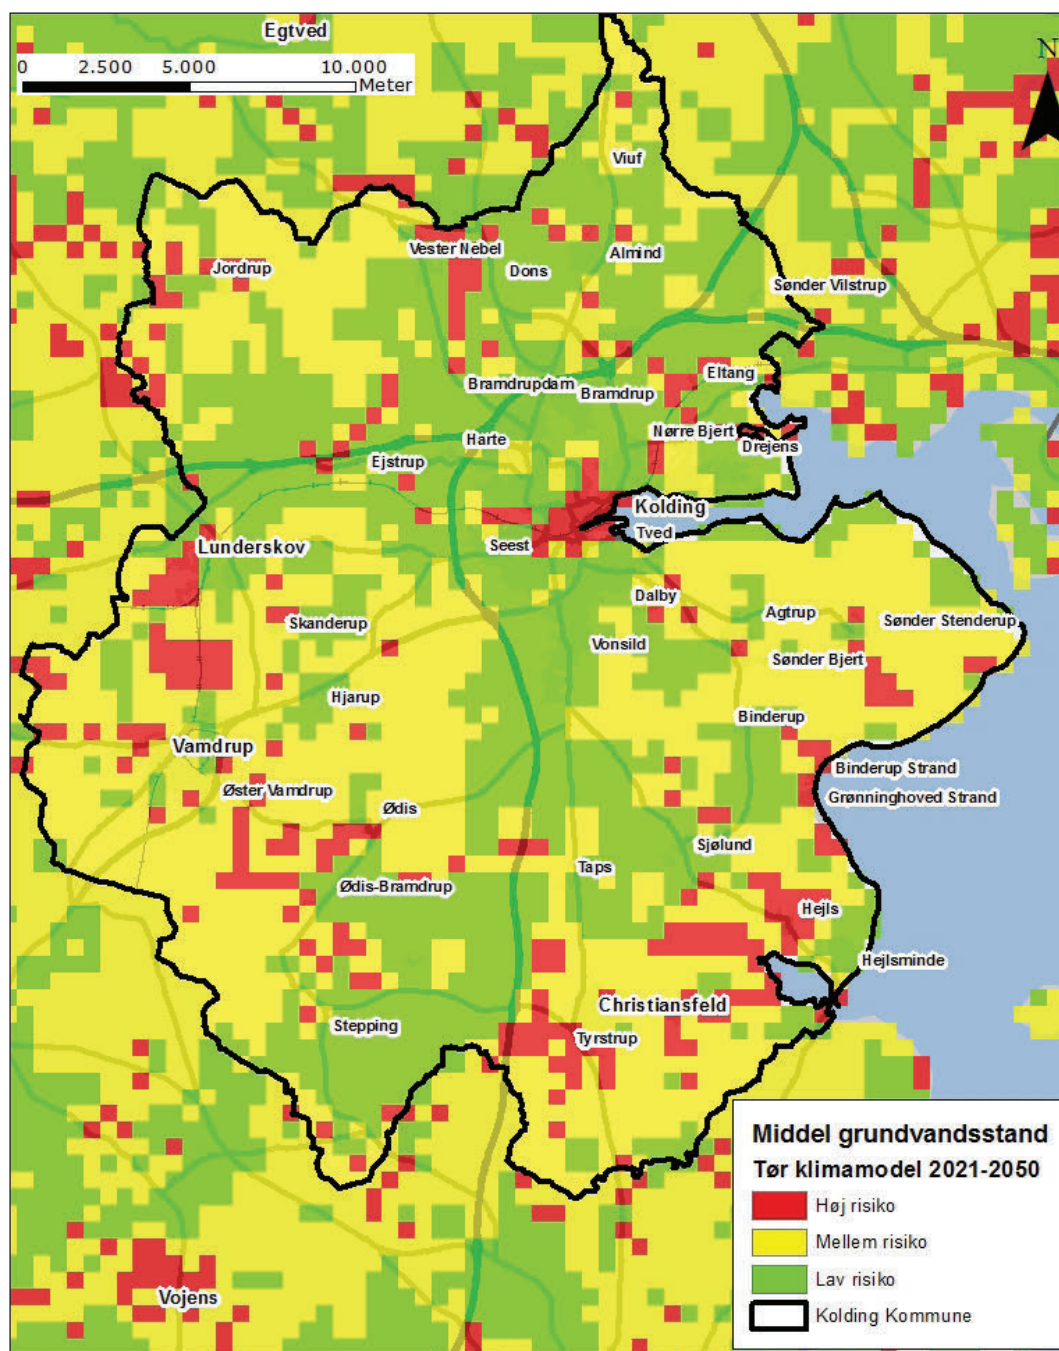 Egtved
0 2.500 5.000 10.000
Meter
N
Viuf
Vester Nebel
Almind
Jordrup
Dons
Sønder Vilstrup
Eltang
Bramdrupdam
Bramdrup
Nørre Bjert
Harte
Drejens
Ejstrup
Kolding
Tved
Lunderskov
Seest
Dalby
Agtrup
Skanderup
Sønder Stenderup
Vonsild
Sønder Bjert
Hjarup
Binderup
Vamdrup
Binderup Strand
Øster Vamdrup
Grønninghoved Strand
Ødis
Sjølund
Taps
Ødis-Bramdrup
Hejls
Hejlsminde
Christiansfeld
Stepping
Tyrstrup
Vojens
Middel grundvandsstand
Tør klimamodel 2021-2050
Høj risiko
Mellem risiko
Lav risiko
Kolding Kommune